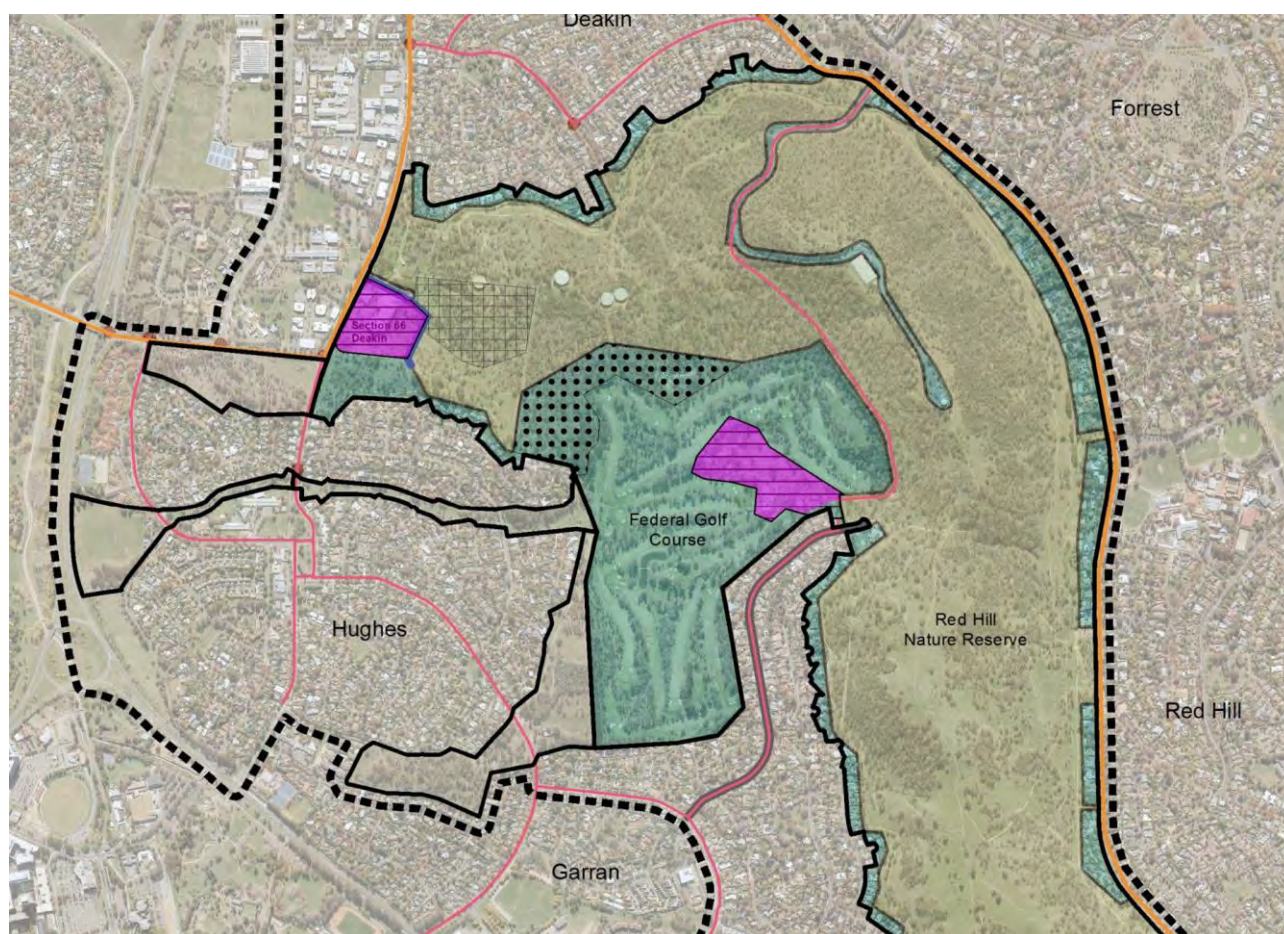 Deakin
Forrest
Section 66
Deakin
Federal Golf
Course
Hughes
Red Hill
Nature Reserve
Red Hill
Garran